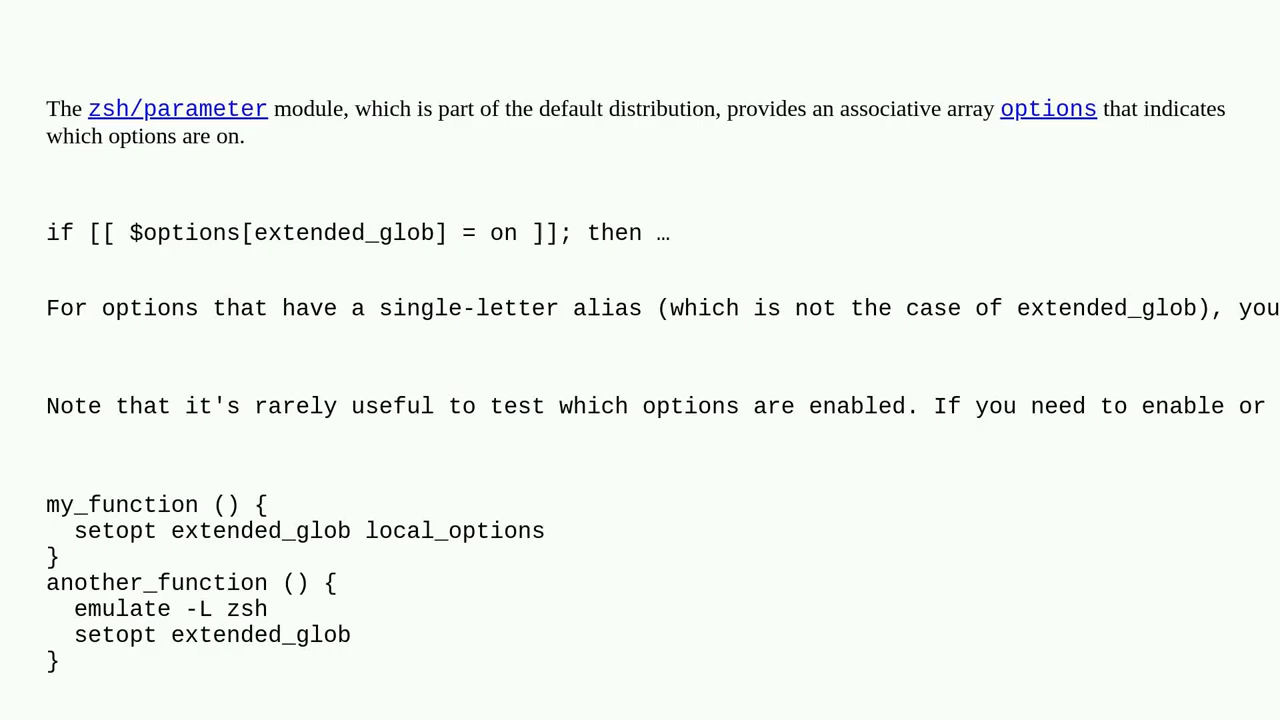 The zsh/parameter module, which is part of the default distribution, provides an associative array options that indicates
which options are on.
if [[ $options[extended_glob] = on ]]; then …
For options that have a single-letter alias (which is not the case of extended_glob), you
Note that it's rarely useful to test which options are enabled. If you need to enable or
my_function () {
  setopt extended_glob local_options
}
another_function () {
  emulate -L zsh
  setopt extended_glob
}